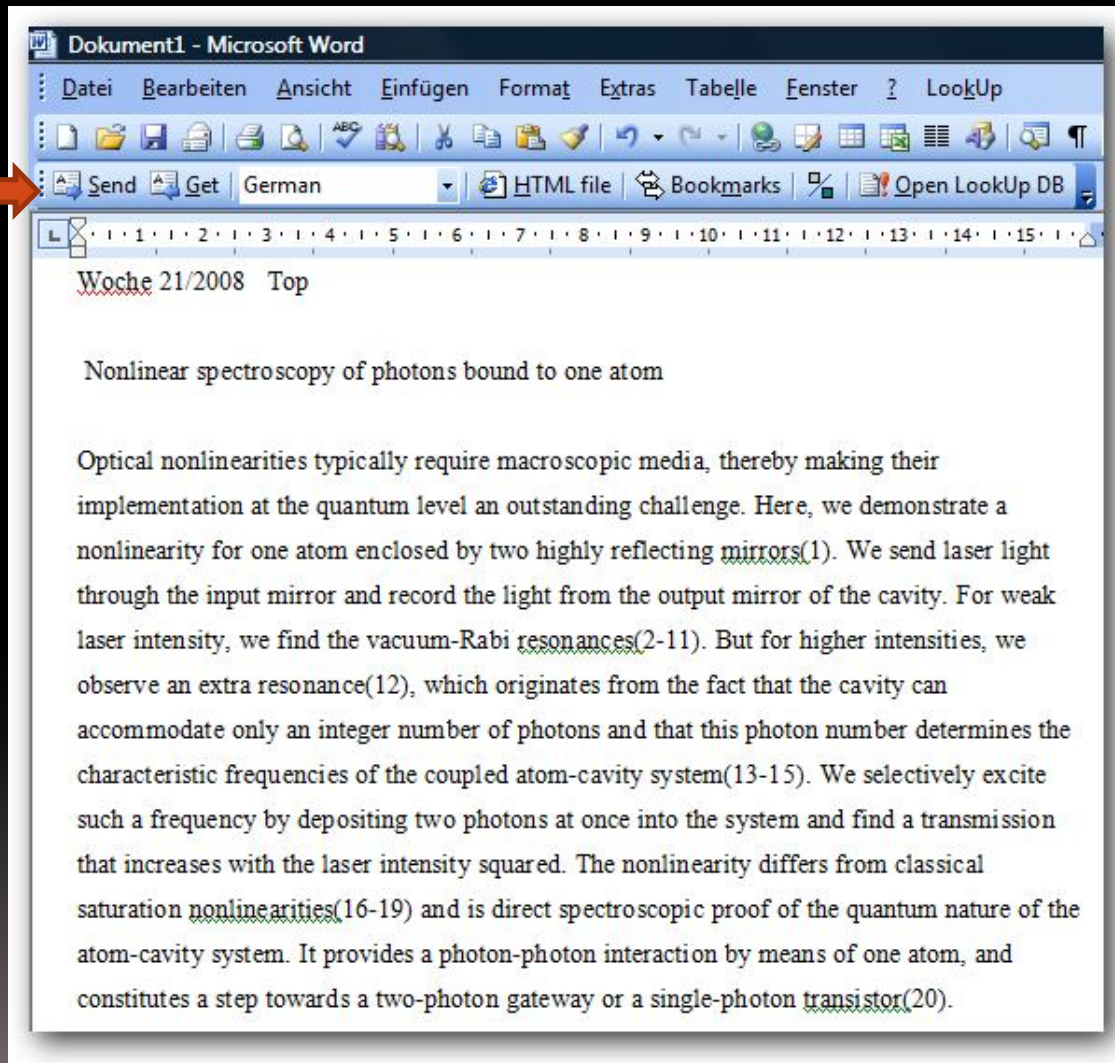 Dokument1 - Microsoft Word
Datei Bearbeiten Ansicht Einfügen Format Extras Tabelle Fenster ? LookUp
ABC
Send Get German HTML file Bookmarks Open LookUp DB
L 1 2 3 4 5 6 7 8 9 10 11 12 13 14 15
Woche 21/2008 Top
Nonlinear spectroscopy of photons bound to one atom
Optical nonlinearities typically require macroscopic media, thereby making their
implementation at the quantum level an outstanding challenge. Here, we demonstrate a
nonlinearity for one atom enclosed by two highly reflecting mirrors(1). We send laser light
through the input mirror and record the light from the output mirror of the cavity. For weak
laser intensity, we find the vacuum-Rabi resonances(2-11). But for higher intensities, we
observe an extra resonance(12), which originates from the fact that the cavity can
accommodate only an integer number of photons and that this photon number determines the
characteristic frequencies of the coupled atom-cavity system(13-15). We selectively excite
such a frequency by depositing two photons at once into the system and find a transmission
that increases with the laser intensity squared. The nonlinearity differs from classical
saturation nonlinearities(16-19) and is direct spectroscopic proof of the quantum nature of the
atom-cavity system. It provides a photon-photon interaction by means of one atom, and
constitutes a step towards a two-photon gateway or a single-photon transistor(20).